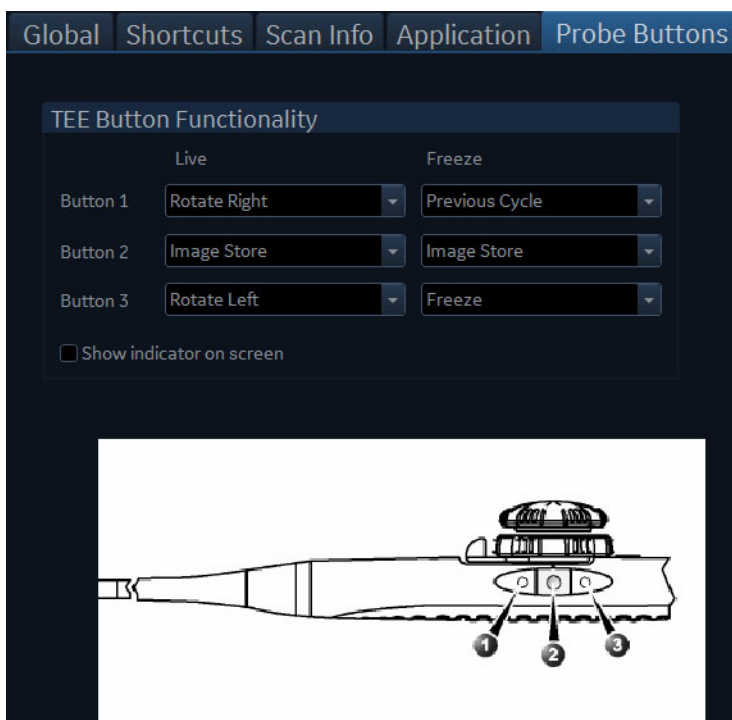 Global Shortcuts Scan Info Application Probe Buttons
TEE Button Functionality
Live Freeze
Button 1 Rotate Right Previous Cycle
Button 2 Image Store Image Store
Button 3 Rotate Left Freeze
Show indicator on screen
1 2 3